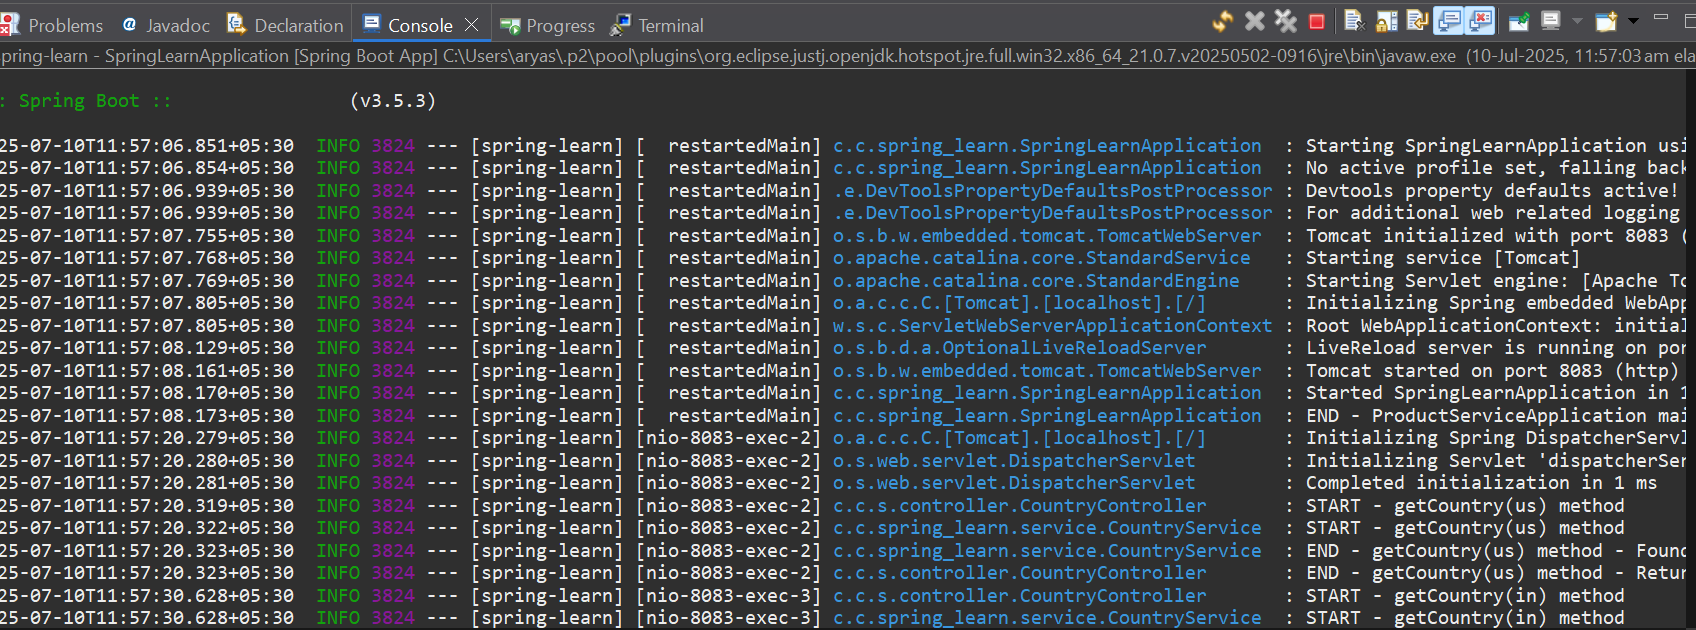 Problems @ Javadoc Declaration Console Progress Terminal
pring-learn - SpringLearnApplication [Spring Boot App] C:\Users\aryas\.p2\pool\plugins\org.eclipse.justj.openjdk.hotspot.jre.full.win32.x86_64_21.0.7.v20250502-0916\jre\bin\javaw.exe (10-Jul-2025, 11:57:03 am ela
: Spring Boot :: (v3.5.3)
25-07-10T11:57:06.851+05:30 INFO 3824 --- [spring-learn] [ restartedMain] c.c.spring_learn.SpringLearnApplication : Starting SpringLearnApplication usi
25-07-10T11:57:06.854+05:30 INFO 3824 --- [spring-learn] [ restartedMain] c.c.spring_learn.SpringLearnApplication : No active profile set, falling back
25-07-10T11:57:06.939+05:30 INFO 3824 --- [spring-learn] [ restartedMain] .e.DevToolsPropertyDefaultsPostProcessor : Devtools property defaults active!
25-07-10T11:57:06.939+05:30 INFO 3824 --- [spring-learn] [ restartedMain] .e.DevToolsPropertyDefaultsPostProcessor : For additional web related logging
25-07-10T11:57:07.755+05:30 INFO 3824 --- [spring-learn] [ restartedMain] o.s.b.w.embedded.tomcat.TomcatWebServer : Tomcat initialized with port 8083 (
25-07-10T11:57:07.768+05:30 INFO 3824 --- [spring-learn] [ restartedMain] o.apache.catalina.core.StandardService : Starting service [Tomcat]
25-07-10T11:57:07.769+05:30 INFO 3824 --- [spring-learn] [ restartedMain] o.apache.catalina.core.StandardEngine : Starting Servlet engine: [Apache To
25-07-10T11:57:07.805+05:30 INFO 3824 --- [spring-learn] [ restartedMain] o.a.c.c.C.[Tomcat].[localhost].[/] : Initializing Spring embedded WebApp
25-07-10T11:57:07.805+05:30 INFO 3824 --- [spring-learn] [ restartedMain] w.s.c.ServletWebServerApplicationContext : Root WebApplicationContext: initial
25-07-10T11:57:08.129+05:30 INFO 3824 --- [spring-learn] [ restartedMain] o.s.b.d.a.OptionalLiveReloadServer : LiveReload server is running on por
25-07-10T11:57:08.161+05:30 INFO 3824 --- [spring-learn] [ restartedMain] o.s.b.w.embedded.tomcat.TomcatWebServer : Tomcat started on port 8083 (http)
25-07-10T11:57:08.170+05:30 INFO 3824 --- [spring-learn] [ restartedMain] c.c.spring_learn.SpringLearnApplication : Started SpringLearnApplication in 1
25-07-10T11:57:08.173+05:30 INFO 3824 --- [spring-learn] [ restartedMain] c.c.spring_learn.SpringLearnApplication : END - ProductServiceApplication mai
25-07-10T11:57:20.279+05:30 INFO 3824 --- [spring-learn] [nio-8083-exec-2] o.a.c.c.C.[Tomcat].[localhost].[/] : Initializing Spring DispatcherServl
25-07-10T11:57:20.280+05:30 INFO 3824 --- [spring-learn] [nio-8083-exec-2] o.s.web.servlet.DispatcherServlet : Initializing Servlet 'dispatcherSer
25-07-10T11:57:20.281+05:30 INFO 3824 --- [spring-learn] [nio-8083-exec-2] o.s.web.servlet.DispatcherServlet : Completed initialization in 1 ms
25-07-10T11:57:20.319+05:30 INFO 3824 --- [spring-learn] [nio-8083-exec-2] c.c.s.controller.CountryController : START - getCountry(us) method
25-07-10T11:57:20.322+05:30 INFO 3824 --- [spring-learn] [nio-8083-exec-2] c.c.spring_learn.service.CountryService : START - getCountry(us) method
25-07-10T11:57:20.323+05:30 INFO 3824 --- [spring-learn] [nio-8083-exec-2] c.c.spring_learn.service.CountryService : END - getCountry(us) method - Found
25-07-10T11:57:20.323+05:30 INFO 3824 --- [spring-learn] [nio-8083-exec-2] c.c.s.controller.CountryController : END - getCountry(us) method - Retur
25-07-10T11:57:30.628+05:30 INFO 3824 --- [spring-learn] [nio-8083-exec-3] c.c.s.controller.CountryController : START - getCountry(in) method
25-07-10T11:57:30.628+05:30 INFO 3824 --- [spring-learn] [nio-8083-exec-3] c.c.spring_learn.service.CountryService : START - getCountry(in) method